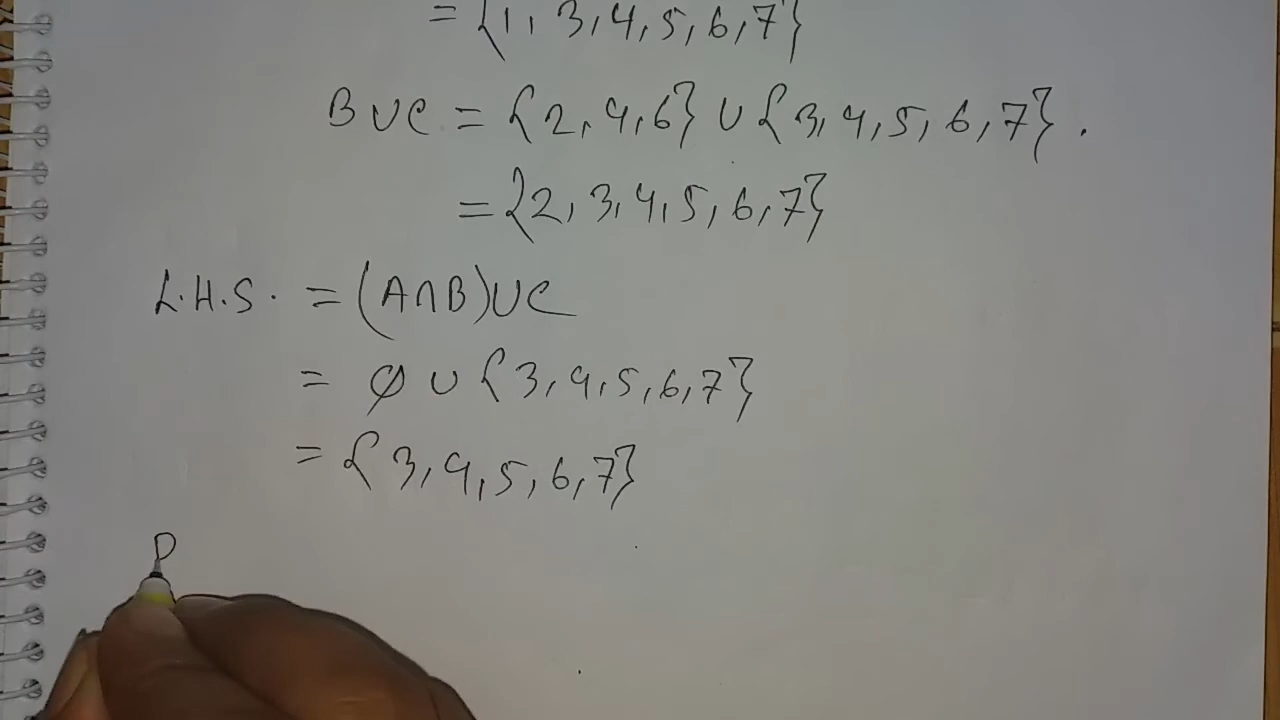 = {1, 3, 4, 5, 6, 7}
B ∪ C = {2, 4, 6} ∪ {3, 4, 5, 6, 7}.
= {2, 3, 4, 5, 6, 7}
L.H.S. = (A∩B)∪C
= ∅ ∪ {3, 4, 5, 6, 7}
= {3, 4, 5, 6, 7}
P